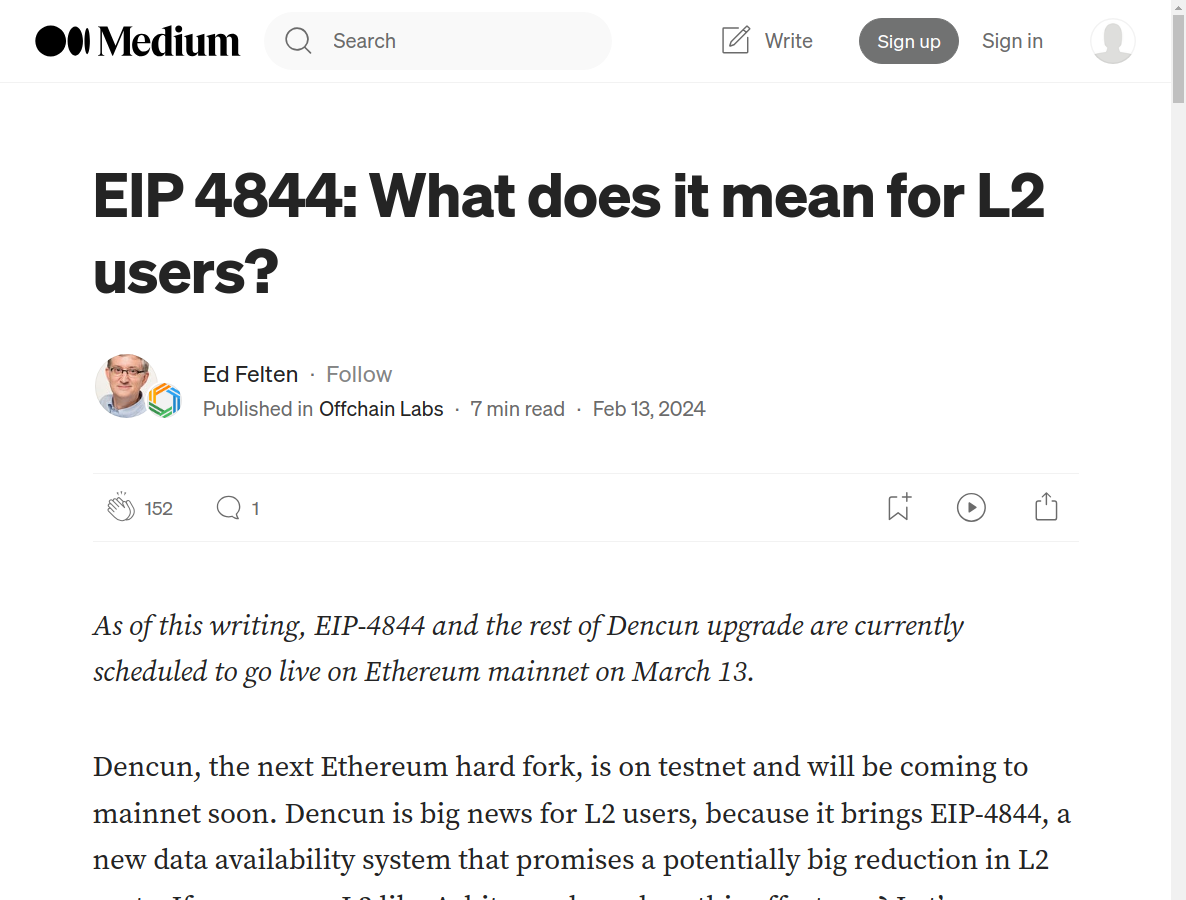 Medium
Search
Write
Sign up
Sign in
EIP 4844: What does it mean for L2
users?
Ed Felten · Follow
Published in Offchain Labs · 7 min read · Feb 13, 2024
152
1
As of this writing, EIP-4844 and the rest of Dencun upgrade are currently
scheduled to go live on Ethereum mainnet on March 13.
Dencun, the next Ethereum hard fork, is on testnet and will be coming to
mainnet soon. Dencun is big news for L2 users, because it brings EIP-4844, a
new data availability system that promises a potentially big reduction in L2